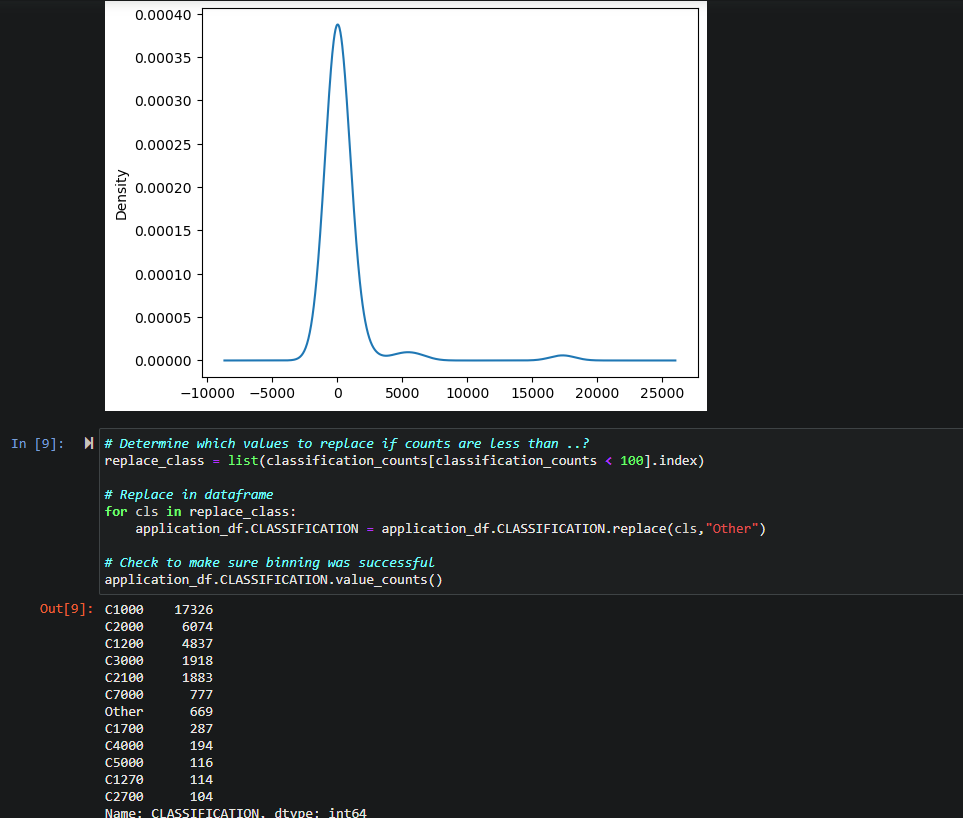 0.00040
0.00035
0.00030
0.00025
0.00020
0.00015
0.00010
0.00005
0.00000
Density
−10000 −5000 0 5000 10000 15000 20000 25000
In [9]:
# Determine which values to replace if counts are less than ..?
replace_class = list(classification_counts[classification_counts < 100].index)
# Replace in dataframe
for cls in replace_class:
    application_df.CLASSIFICATION = application_df.CLASSIFICATION.replace(cls,"Other")
# Check to make sure binning was successful
application_df.CLASSIFICATION.value_counts()
Out[9]:
C1000    17326
C2000     6074
C1200     4837
C3000     1918
C2100     1883
C7000      777
Other      669
C1700      287
C4000      194
C5000      116
C1270      114
C2700      104
Name: CLASSIFICATION, dtype: int64